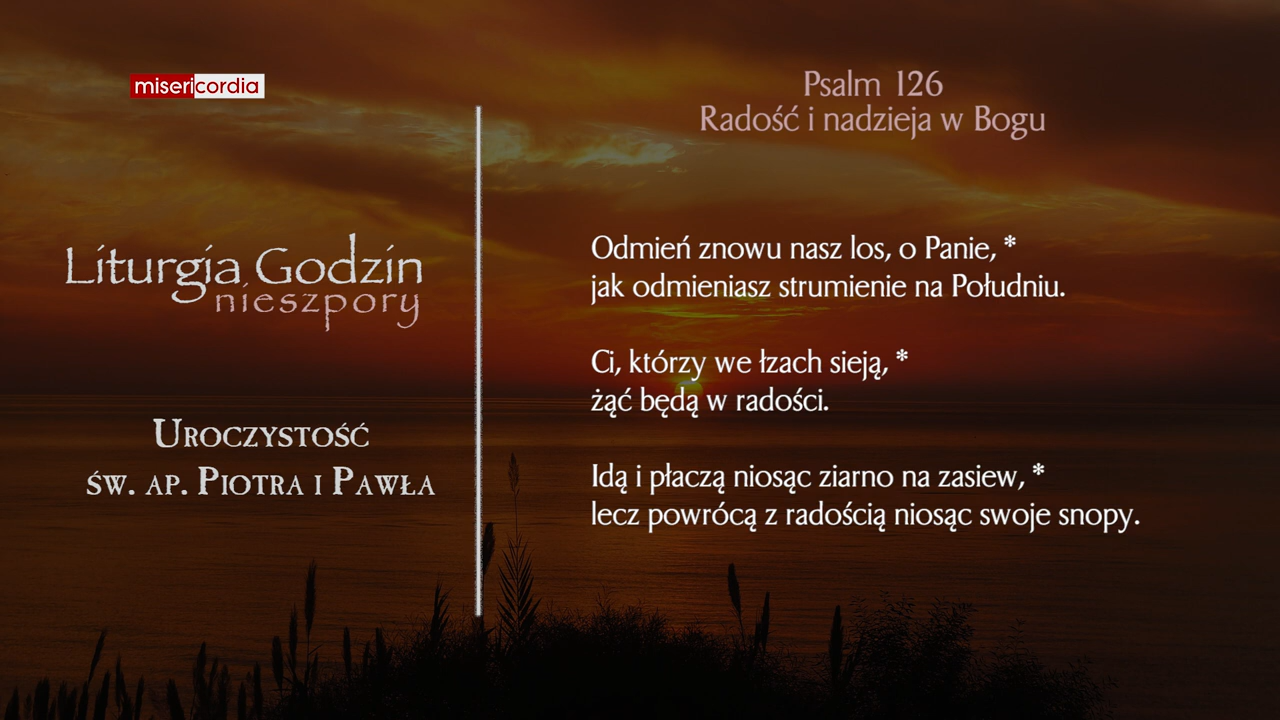 misericordia
Liturgia Godzin
nieszpory
Uroczystość
św. ap. Piotra i Pawła
Psalm 126
Radość i nadzieja w Bogu
Odmień znowu nasz los, o Panie, *
jak odmieniasz strumienie na Południu.
Ci, którzy we łzach sieją, *
żąć będą w radości.
Idą i płaczą niosąc ziarno na zasiew, *
lecz powrócą z radością niosąc swoje snopy.